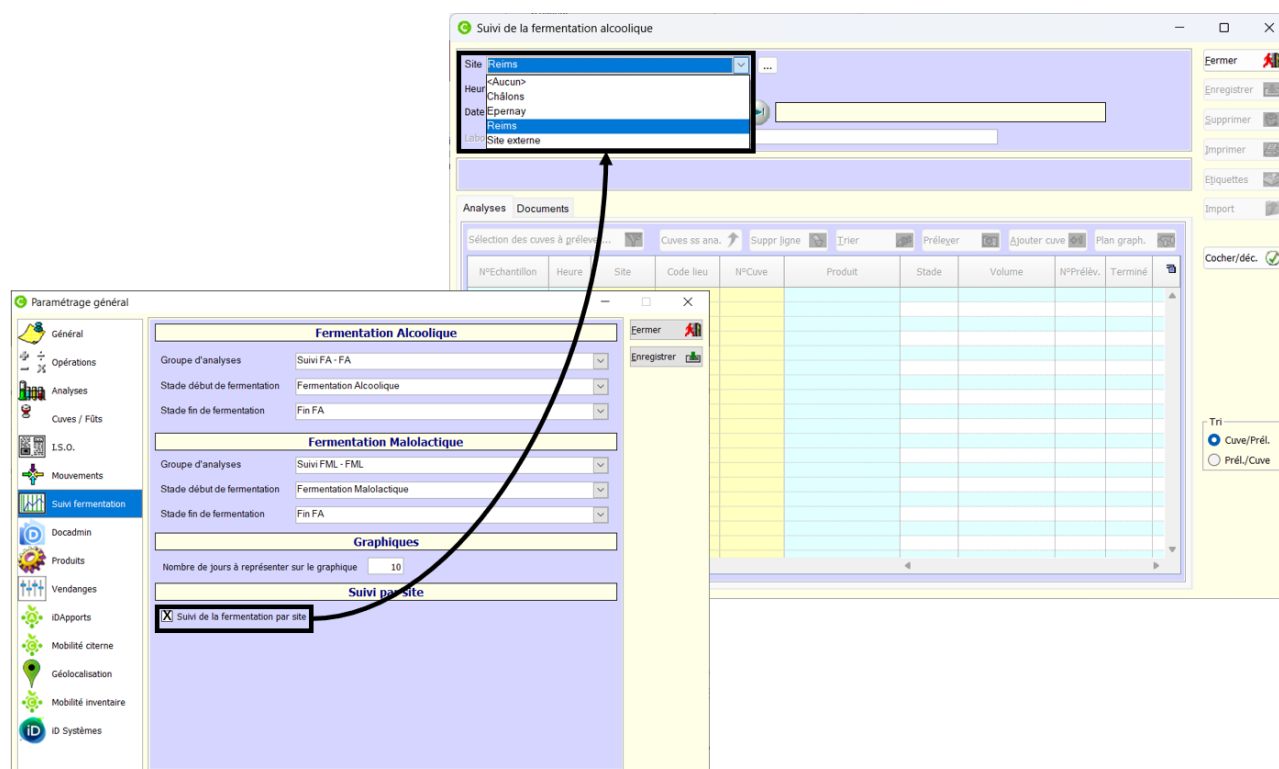 Suivi de la fermentation alcoolique
Site Reims ...
<Aucun>
Châlons
Epernay
Reims
Site externe
Heur
Date
Labo
Fermer
Enregistrer
Supprimer
Imprimer
Etiquettes
Import
Cocher/déc.
Analyses Documents
Sélection des cuves à préleve ... Cuves ss ana. Suppr ligne Trier Prélever Ajouter cuve Plan graph.
N°Echantillon Heure Site Code lieu N°Cuve Produit Stade Volume N°Prélèv. Terminé
Tri
Cuve/Prél.
Prél./Cuve
Paramétrage général
Général
Opérations
Analyses
Cuves / Fûts
I.S.O.
Mouvements
Suivi fermentation
Docadmin
Produits
Vendanges
iDApports
Mobilité citerne
Géolocalisation
Mobilité inventaire
iD iD Systèmes
Fermentation Alcoolique
Groupe d'analyses Suivi FA - FA
Stade début de fermentation Fermentation Alcoolique
Stade fin de fermentation Fin FA
Fermentation Malolactique
Groupe d'analyses Suivi FML - FML
Stade début de fermentation Fermentation Malolactique
Stade fin de fermentation Fin FA
Graphiques
Nombre de jours à représenter sur le graphique 10
Suivi par site
X Suivi de la fermentation par site
Fermer
Enregistrer